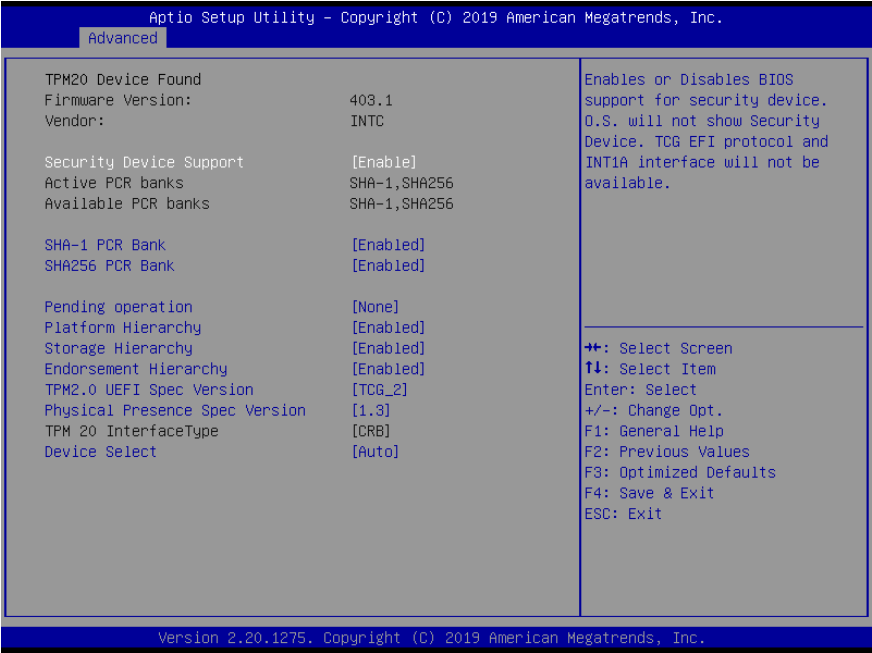 Aptio Setup Utility – Copyright (C) 2019 American Megatrends, Inc.
Advanced
TPM20 Device Found
Firmware Version: 403.1
Vendor: INTC
Security Device Support [Enable]
Active PCR banks SHA-1,SHA256
Available PCR banks SHA-1,SHA256
SHA-1 PCR Bank [Enabled]
SHA256 PCR Bank [Enabled]
Pending operation [None]
Platform Hierarchy [Enabled]
Storage Hierarchy [Enabled]
Endorsement Hierarchy [Enabled]
TPM2.0 UEFI Spec Version [TCG_2]
Physical Presence Spec Version [1.3]
TPM 20 InterfaceType [CRB]
Device Select [Auto]
Enables or Disables BIOS
support for security device.
O.S. will not show Security
Device. TCG EFI protocol and
INT1A interface will not be
available.
→←: Select Screen
↑↓: Select Item
Enter: Select
+/-: Change Opt.
F1: General Help
F2: Previous Values
F3: Optimized Defaults
F4: Save & Exit
ESC: Exit
Version 2.20.1275. Copyright (C) 2019 American Megatrends, Inc.